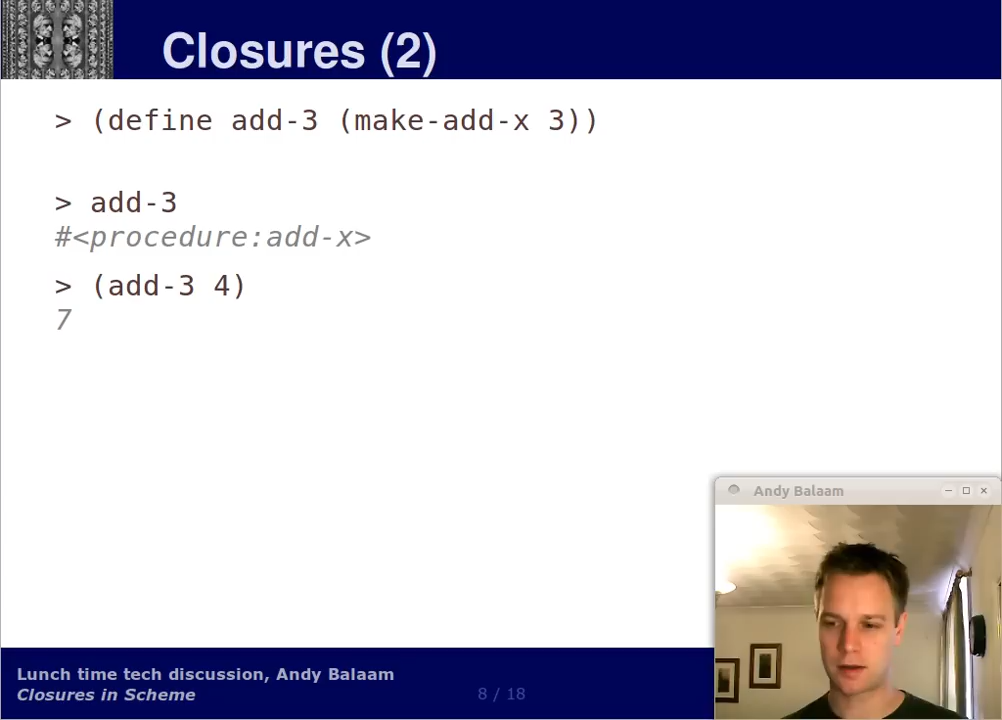 Closures (2)
> (define add-3 (make-add-x 3))
> add-3
#<procedure:add-x>
> (add-3 4)
7
Andy Balaam
Lunch time tech discussion, Andy Balaam
Closures in Scheme
8 / 18